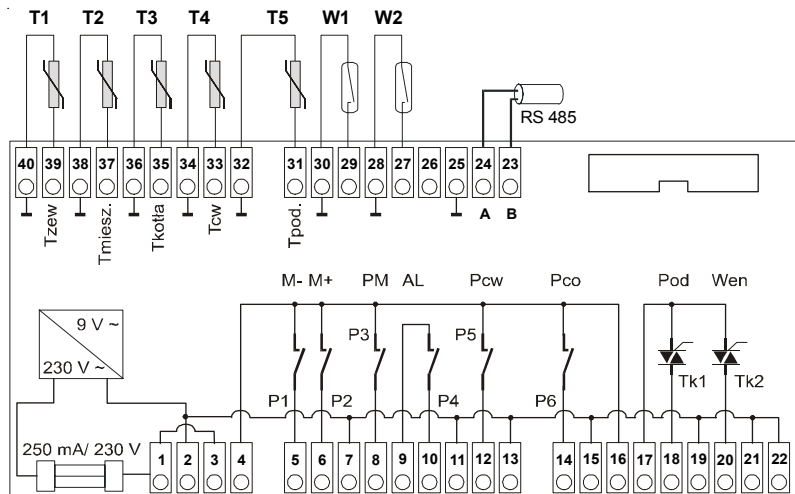 T1 T2 T3 T4 T5 W1 W2
RS 485
40 39 38 37 36 35 34 33 32 31 30 29 28 27 26 25 24 23
A B
Tzew Tmiesz. Tkotła Tcw Tpod.
M- M+ PM AL Pcw Pco Pod Wen
9 V ~
230 V ~
P3 P5
Tk1 Tk2
P1 P2 P4 P6
250 mA/ 230 V
1 2 3 4 5 6 7 8 9 10 11 12 13 14 15 16 17 18 19 20 21 22